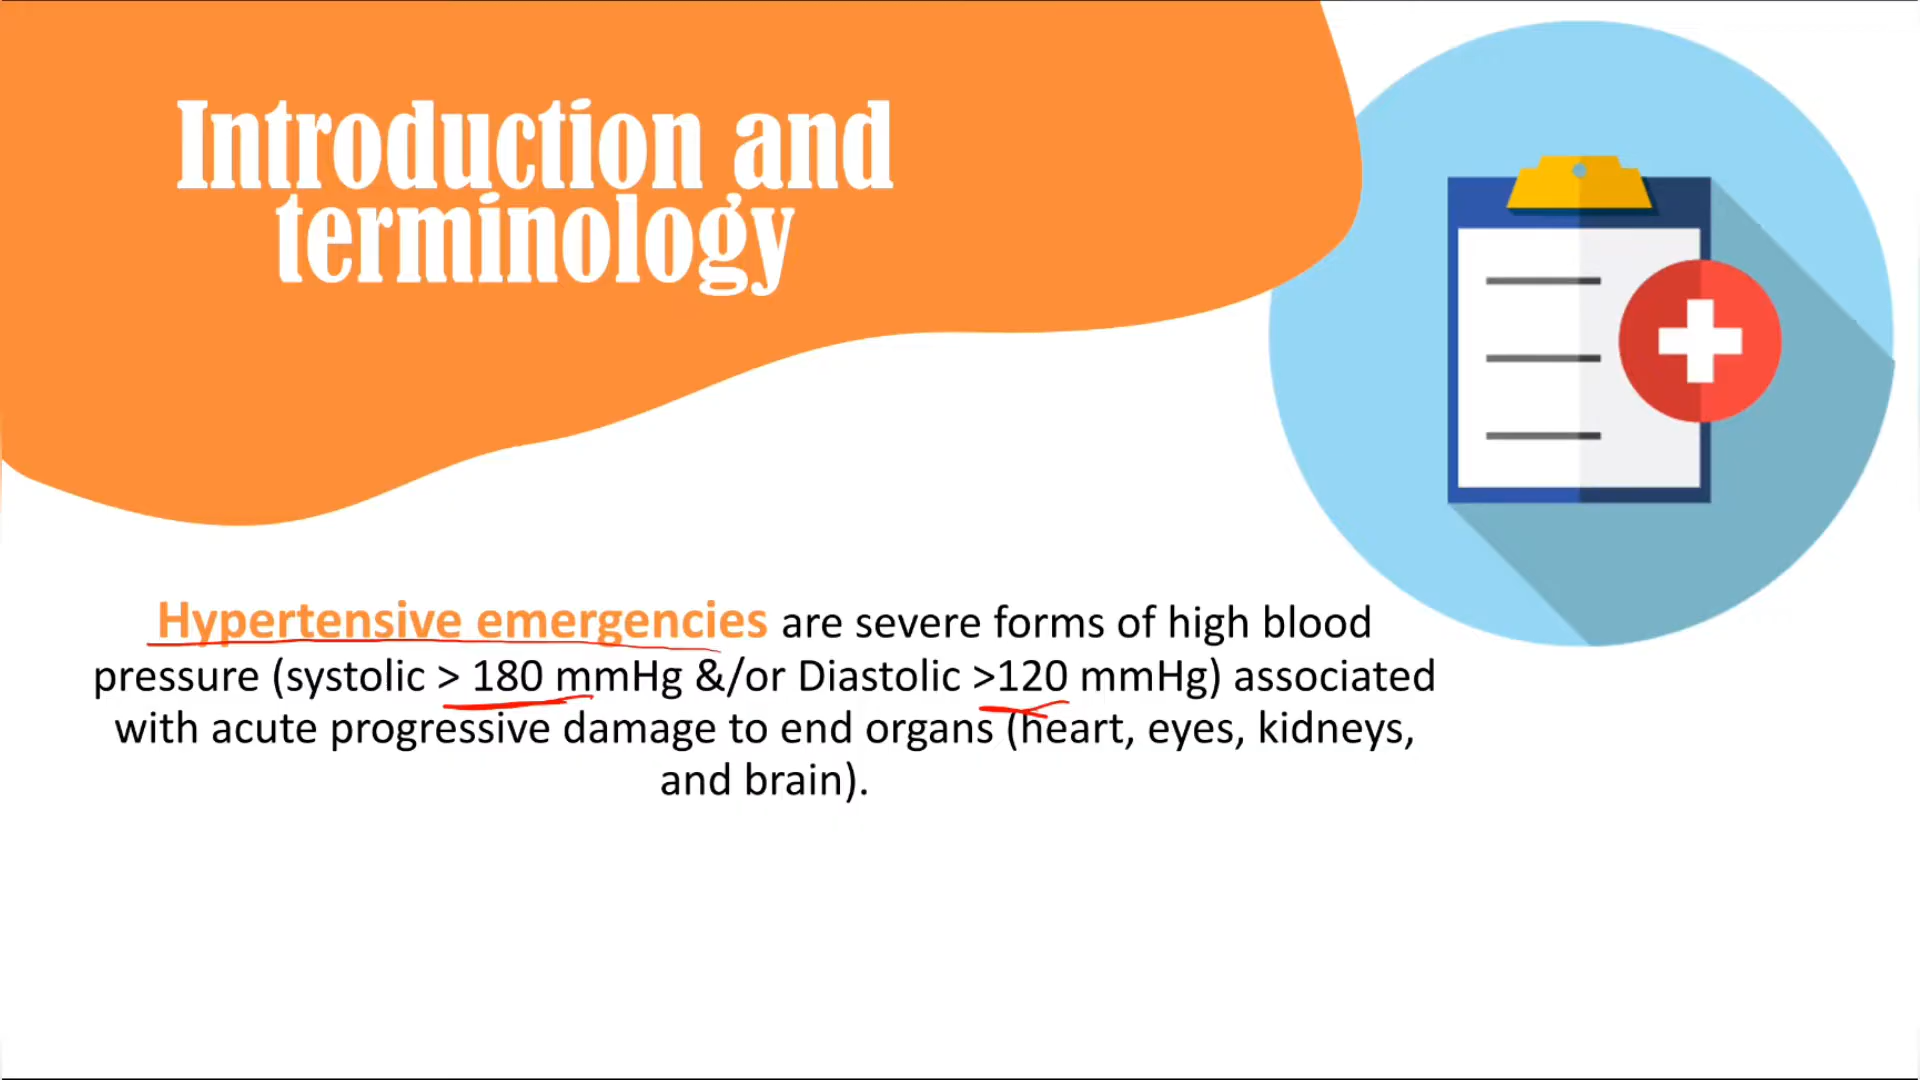 Introduction and
terminology
Hypertensive emergencies are severe forms of high blood
pressure (systolic > 180 mmHg &/or Diastolic >120 mmHg) associated
with acute progressive damage to end organs (heart, eyes, kidneys,
and brain).